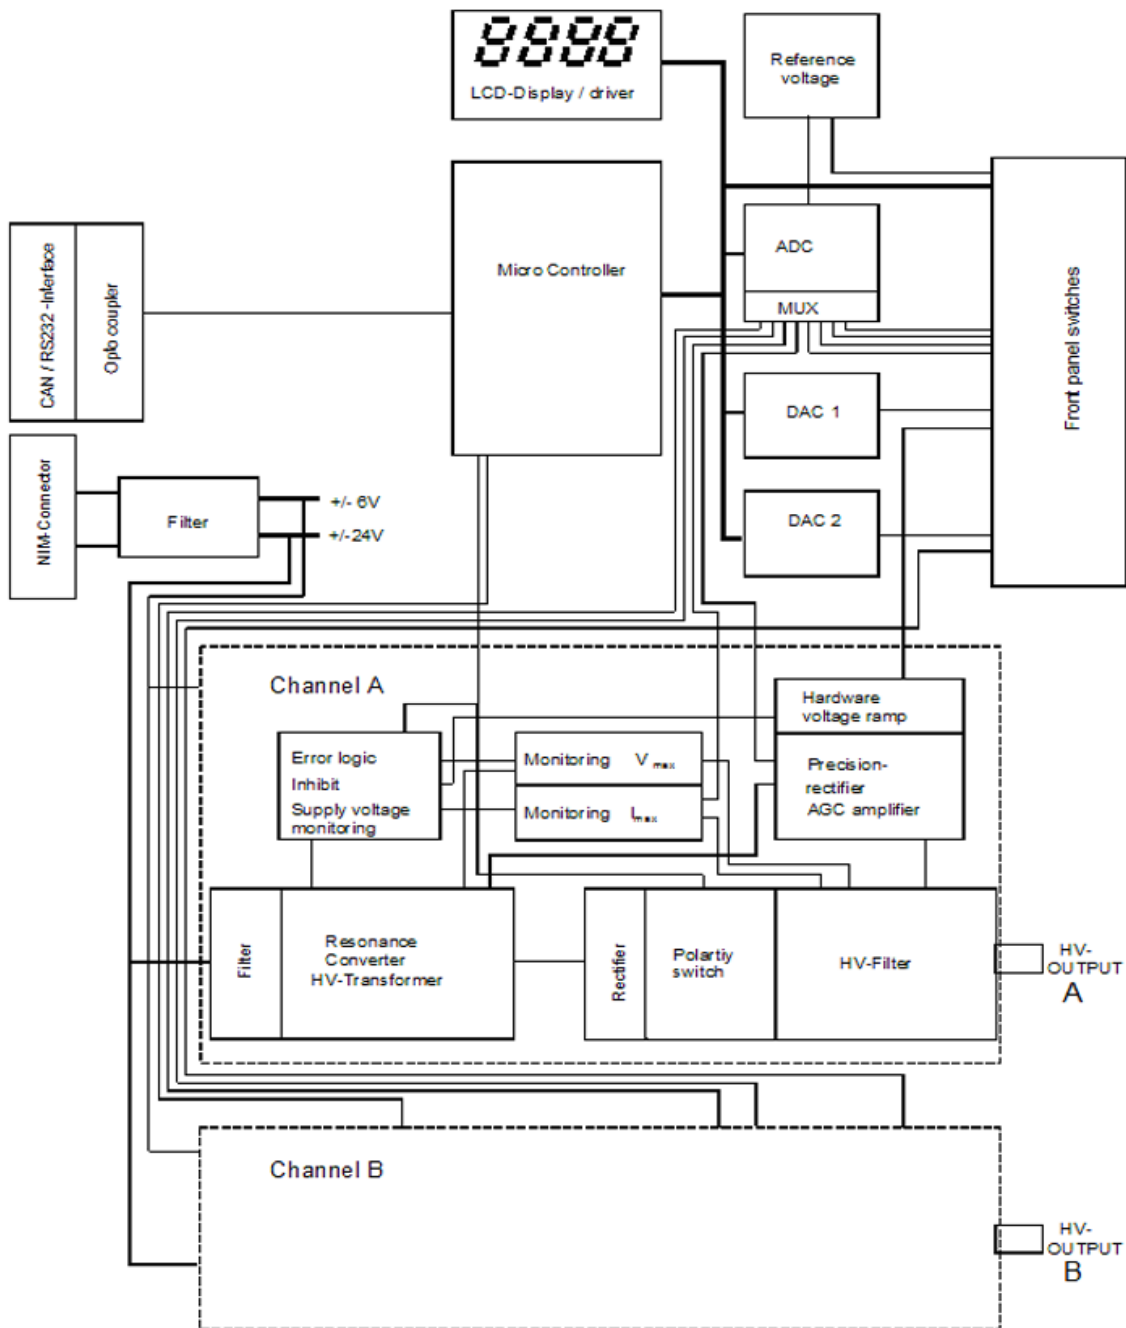 8888
LCD-Display / driver
Reference
voltage
Micro Controller
ADC
MUX
CAN / RS232 -Interface
Opto coupler
Front panel switches
DAC 1
DAC 2
NIM-Connector
Filter
+/- 6V
+/-24V
Channel A
Hardware
voltage ramp
Error logic
Inhibit
Supply voltage
monitoring
Monitoring V max
Monitoring Imax
Precision-
rectifier
AGC amplifier
Filter
Resonance
Converter
HV-Transformer
Rectifier
Polartiy
switch
HV-Filter
HV-
OUTPUT
A
Channel B
HV-
OUTPUT
B